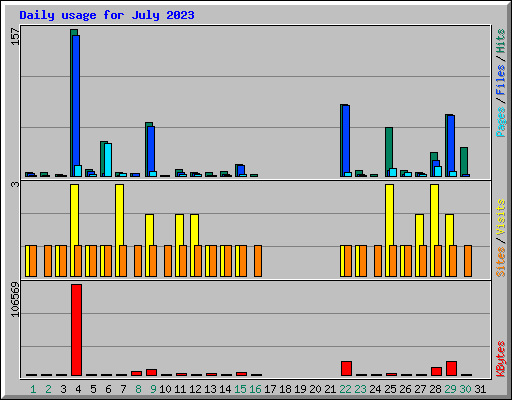 Daily usage for July 2023
157
Pages / Files / Hits
3
Sites / Visits
106569
KBytes
1 2 3 4 5 6 7 8 9 10 11 12 13 14 15 16 17 18 19 20 21 22 23 24 25 26 27 28 29 30 31